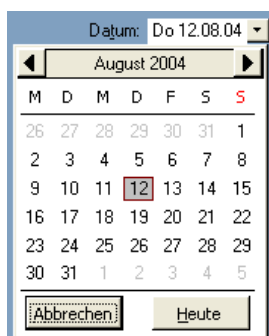 Datum: Do 12.08.04
August 2004
M D M D F S S
26 27 28 29 30 31 1
2 3 4 5 6 7 8
9 10 11 12 13 14 15
16 17 18 19 20 21 22
23 24 25 26 27 28 29
30 31 1 2 3 4 5
Abbrechen Heute